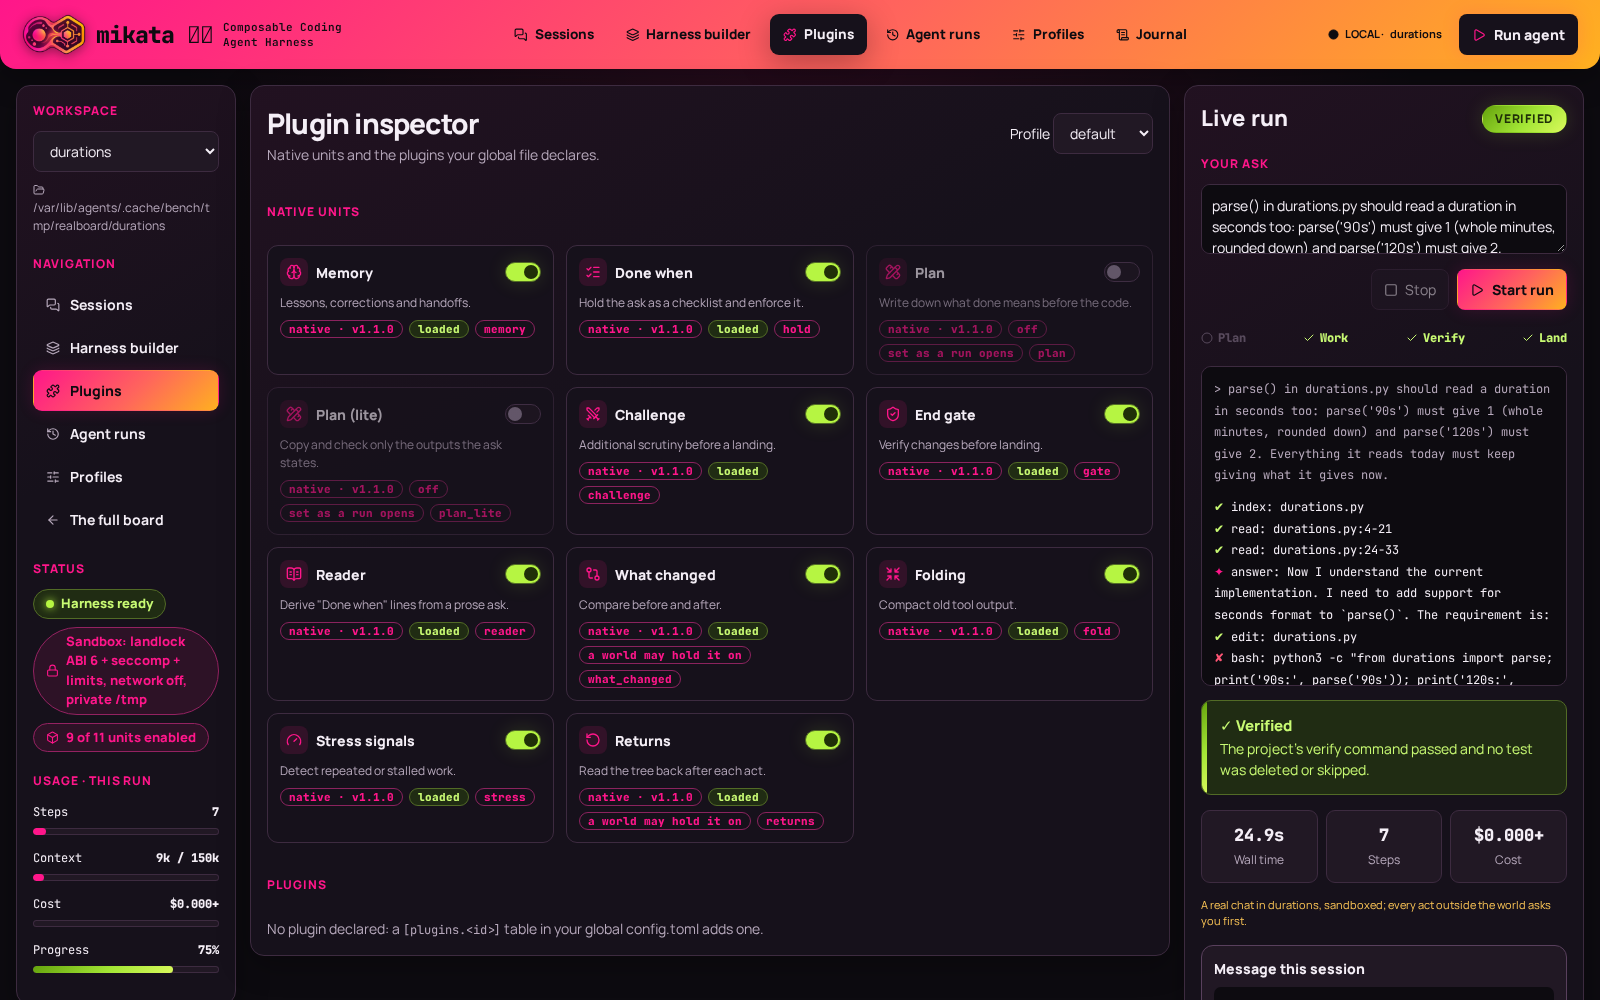 mikata
Composable Coding
Agent Harness
Sessions
Harness builder
Plugins
Agent runs
Profiles
Journal
LOCAL · durations
Run agent
WORKSPACE
durations
/var/lib/agents/.cache/bench/t
mp/realboard/durations
NAVIGATION
Sessions
Harness builder
Plugins
Agent runs
Profiles
The full board
STATUS
Harness ready
Sandbox: landlock
ABI 6 + seccomp +
limits, network off,
private /tmp
9 of 11 units enabled
USAGE · THIS RUN
Steps 7
Context 9k / 150k
Cost $0.000+
Progress 75%
Plugin inspector
Native units and the plugins your global file declares.
Profile default
NATIVE UNITS
Memory
Lessons, corrections and handoffs.
native · v1.1.0 loaded memory
Done when
Hold the ask as a checklist and enforce it.
native · v1.1.0 loaded hold
Plan
Write down what done means before the code.
native · v1.1.0 off
set as a run opens plan
Plan (lite)
Copy and check only the outputs the ask
states.
native · v1.1.0 off
set as a run opens plan_lite
Challenge
Additional scrutiny before a landing.
native · v1.1.0 loaded
challenge
End gate
Verify changes before landing.
native · v1.1.0 loaded gate
Reader
Derive "Done when" lines from a prose ask.
native · v1.1.0 loaded reader
What changed
Compare before and after.
native · v1.1.0 loaded
a world may hold it on
what_changed
Folding
Compact old tool output.
native · v1.1.0 loaded fold
Stress signals
Detect repeated or stalled work.
native · v1.1.0 loaded stress
Returns
Read the tree back after each act.
native · v1.1.0 loaded
a world may hold it on returns
PLUGINS
No plugin declared: a [plugins.<id>] table in your global config.toml adds one.
Live run
VERIFIED
YOUR ASK
parse() in durations.py should read a duration in
seconds too: parse('90s') must give 1 (whole minutes,
rounded down) and parse('120s') must give 2.
Stop
Start run
Plan ✓ Work ✓ Verify ✓ Land
> parse() in durations.py should read a duration
in seconds too: parse('90s') must give 1 (whole
minutes, rounded down) and parse('120s') must
give 2. Everything it reads today must keep
giving what it gives now.
✔ index: durations.py
✔ read: durations.py:4-21
✔ read: durations.py:24-33
✦ answer: Now I understand the current
implementation. I need to add support for
seconds format to `parse()`. The requirement is:
✔ edit: durations.py
✘ bash: python3 -c "from durations import parse;
print('90s:', parse('90s')); print('120s:',
✓ Verified
The project's verify command passed and no test
was deleted or skipped.
24.9s
Wall time
7
Steps
$0.000+
Cost
A real chat in durations, sandboxed; every act outside the world asks
you first.
Message this session